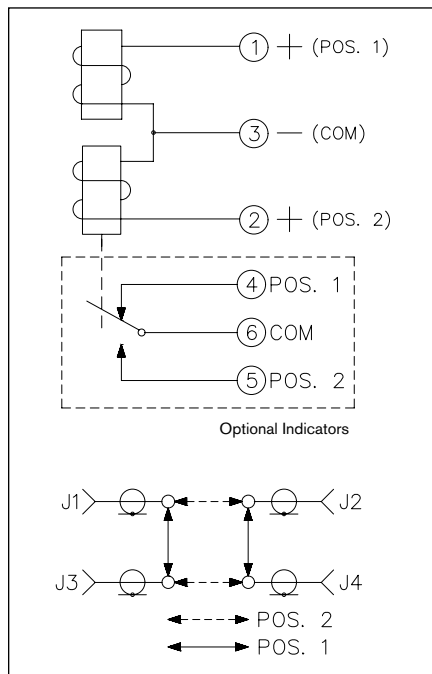 1 + (POS. 1)
3 — (COM)
2 + (POS. 2)
4 POS. 1
6 COM
5 POS. 2
Optional Indicators
J1 J2
J3 J4
POS. 2
POS. 1